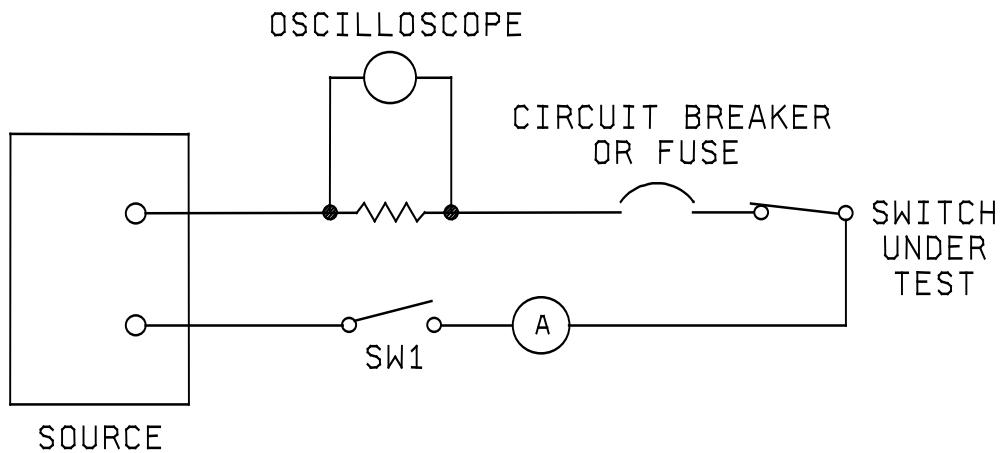 OSCILLOSCOPE
CIRCUIT BREAKER
OR FUSE
SWITCH
UNDER
TEST
A
SW1
SOURCE